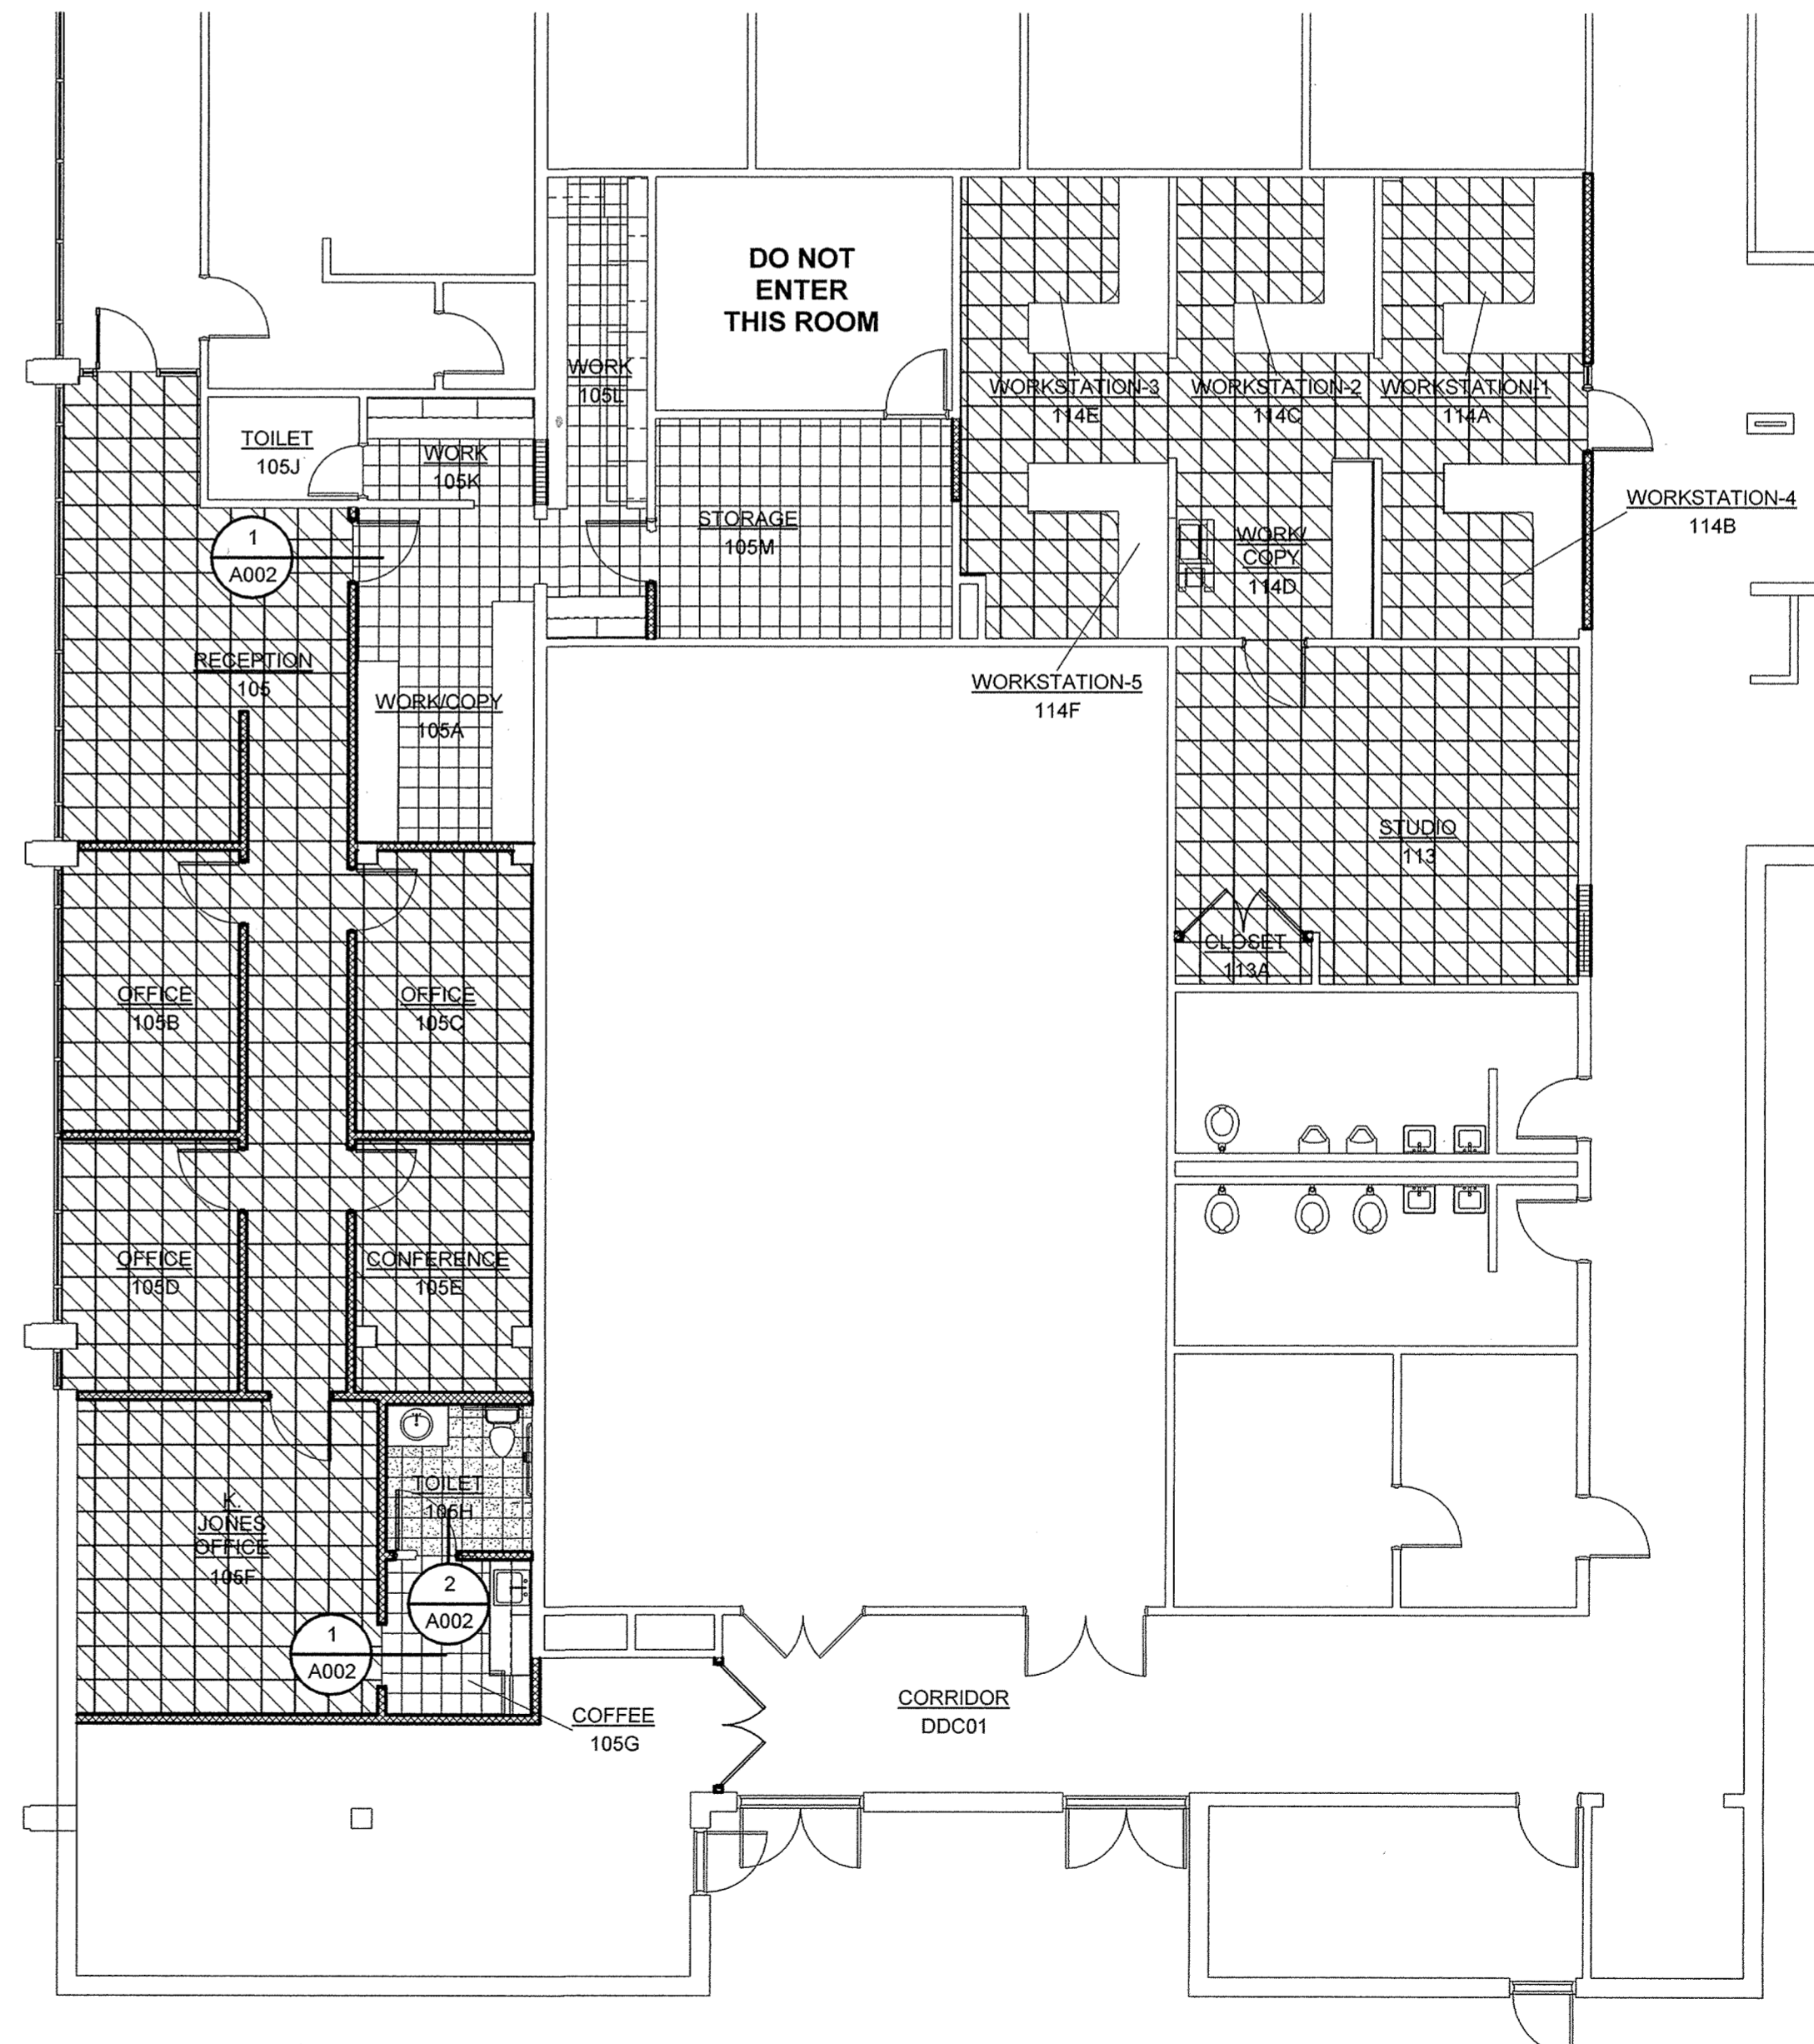 DO NOT
ENTER
THIS ROOM
WORK
105L
WORKSTATION-3
114E
WORKSTATION-2
114C
WORKSTATION-1
114A
TOILET
105J
WORK
105K
WORKSTATION-4
114B
STORAGE
105M
WORK/
COPY
114D
1
A002
RECEPTION
105
WORKSTATION-5
114F
WORK/COPY
105A
STUDIO
113
CLOSET
113A
OFFICE
105B
OFFICE
105C
OFFICE
105D
CONFERENCE
105E
TOILET
105H
K.
JONES
OFFICE
105F
2
A002
1
A002
COFFEE
105G
CORRIDOR
DDC01